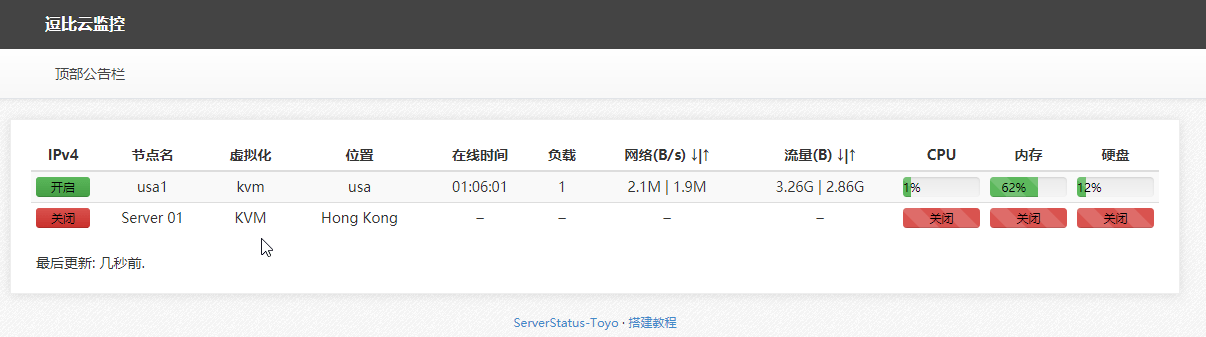 逗比云监控
顶部公告栏
IPv4 节点名 虚拟化 位置 在线时间 负载 网络(B/s) ↓|↑ 流量(B) ↓|↑ CPU 内存 硬盘
开启 usa1 kvm usa 01:06:01 1 2.1M | 1.9M 3.26G | 2.86G 1% 62% 12%
关闭 Server 01 KVM Hong Kong – – – – 关闭 关闭 关闭
最后更新: 几秒前.
ServerStatus-Toyo · 搭建教程